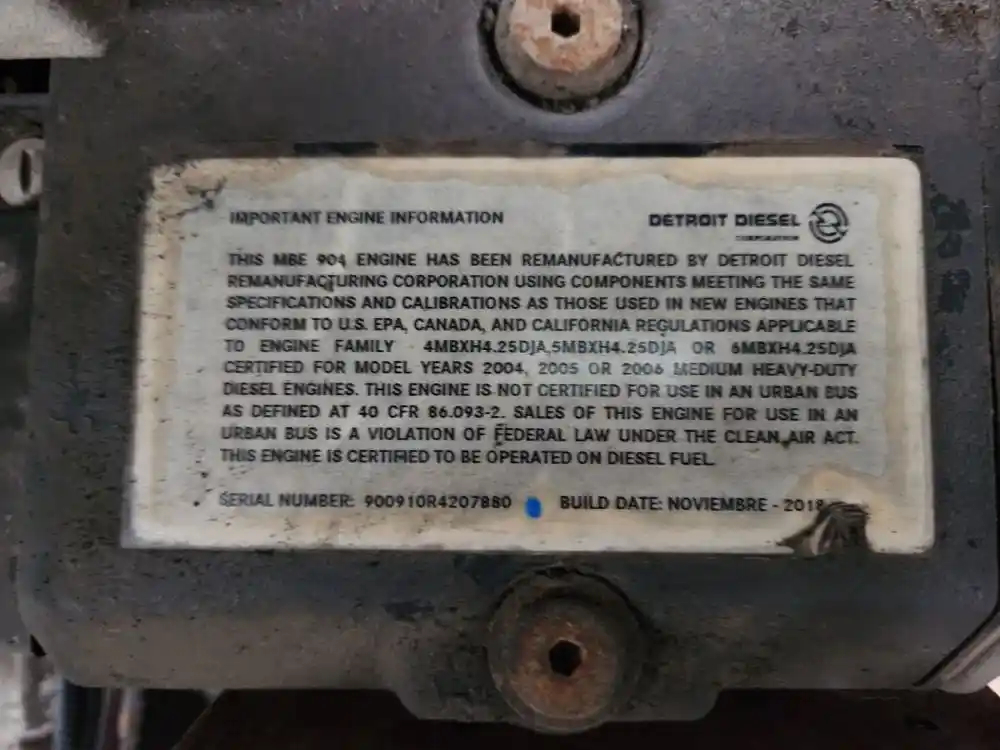 IMPORTANT ENGINE INFORMATION
DETROIT DIESEL
CORPORATION
THIS MBE 904 ENGINE HAS BEEN REMANUFACTURED BY DETROIT DIESEL
REMANUFACTURING CORPORATION USING COMPONENTS MEETING THE SAME
SPECIFICATIONS AND CALIBRATIONS AS THOSE USED IN NEW ENGINES THAT
CONFORM TO U.S. EPA, CANADA, AND CALIFORNIA REGULATIONS APPLICABLE
TO ENGINE FAMILY 4MBXH4.25DJA,5MBXH4.25DJA OR 6MBXH4.25DJA
CERTIFIED FOR MODEL YEARS 2004, 2005 OR 2006 MEDIUM HEAVY-DUTY
DIESEL ENGINES. THIS ENGINE IS NOT CERTIFIED FOR USE IN AN URBAN BUS
AS DEFINED AT 40 CFR 86.093-2. SALES OF THIS ENGINE FOR USE IN AN
URBAN BUS IS A VIOLATION OF FEDERAL LAW UNDER THE CLEAN AIR ACT.
THIS ENGINE IS CERTIFIED TO BE OPERATED ON DIESEL FUEL.
SERIAL NUMBER: 900910R4207880 BUILD DATE: NOVIEMBRE - 2018